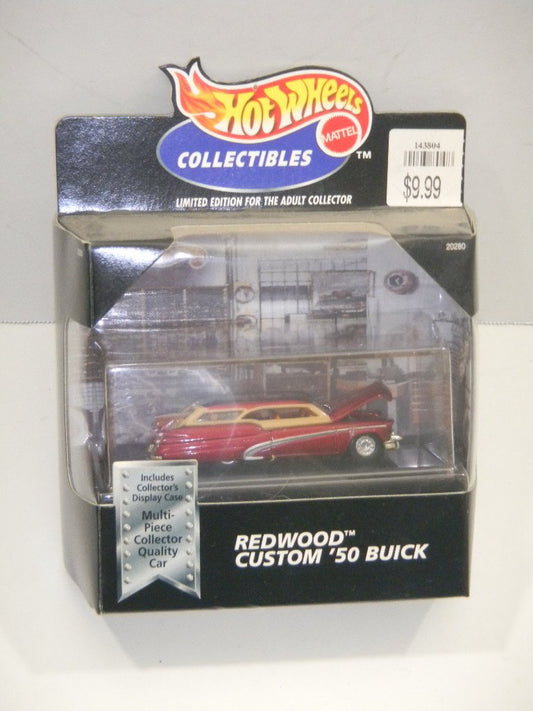 HOT WHEELS
MATTEL
COLLECTIBLES ™
LIMITED EDITION FOR THE ADULT COLLECTOR
143804
$9.99
20280
Includes
Collector's
Display Case
Multi-
Piece
Collector
Quality
Car
REDWOOD™
CUSTOM '50 BUICK